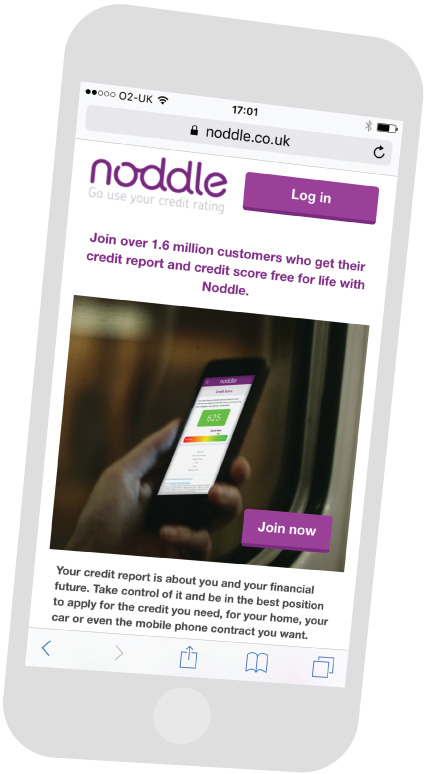 O2-UK
17:01
noddle.co.uk
noddle
Go use your credit rating
Log in
Join over 1.6 million customers who get their
credit report and credit score free for life with
Noddle.
noddle
Credit Score
625
Join now
Your credit report is about you and your financial
future. Take control of it and be in the best position
to apply for the credit you need, for your home, your
car or even the mobile phone contract you want.